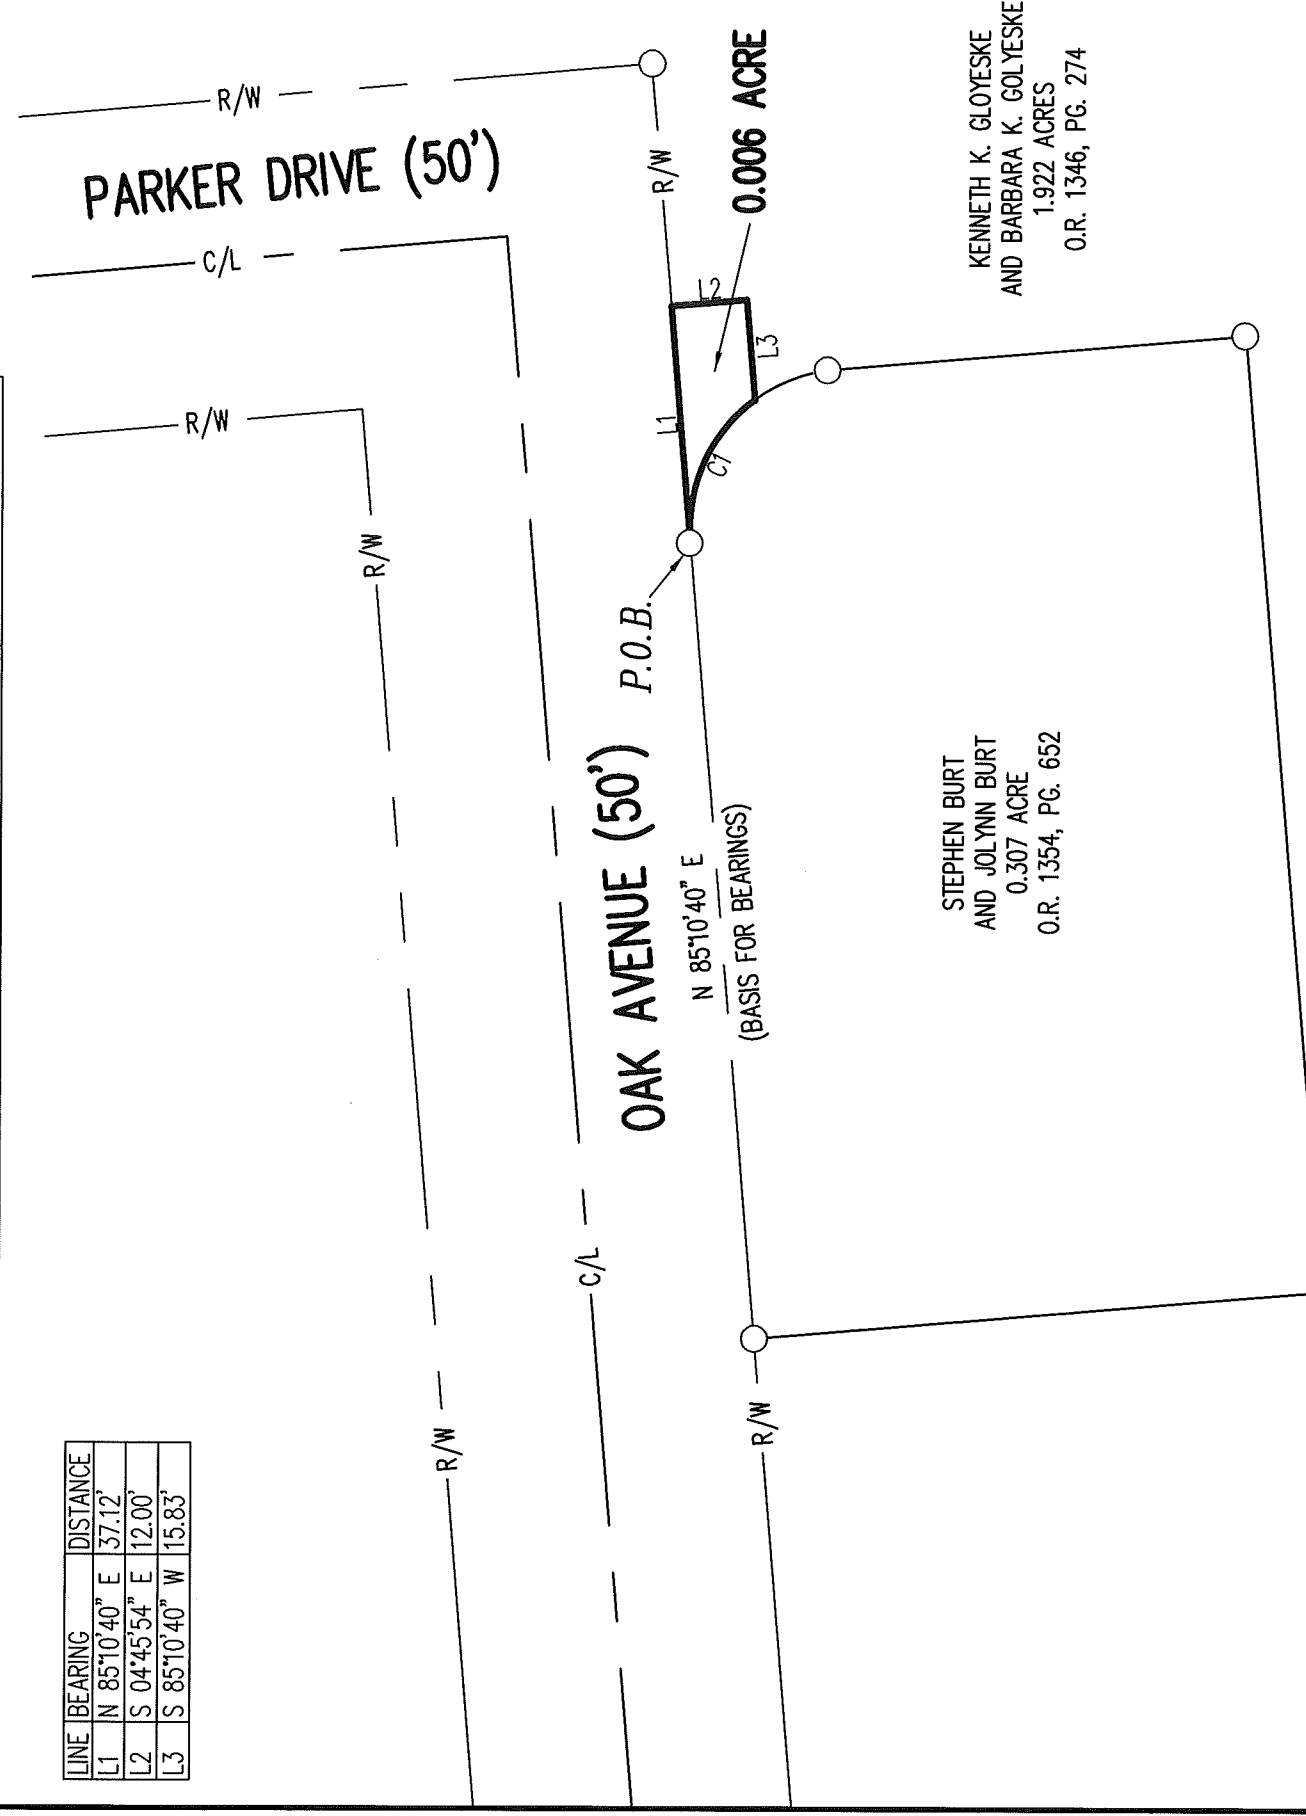 R/W
PARKER DRIVE (50')
C/L
R/W
R/W
R/W
0.006 ACRE
L1
L2
L3
C1
P.O.B.
OAK AVENUE (50')
N 85°10'40" E
(BASIS FOR BEARINGS)
C/L
R/W
R/W
KENNETH K. GLOYESKE
AND BARBARA K. GOLYESKE
1.922 ACRES
O.R. 1346, PG. 274
STEPHEN BURT
AND JOLYNN BURT
0.307 ACRE
O.R. 1354, PG. 652
LINE BEARING DISTANCE
L1 N 85°10'40" E 37.12'
L2 S 04°45'54" E 12.00'
L3 S 85°10'40" W 15.83'